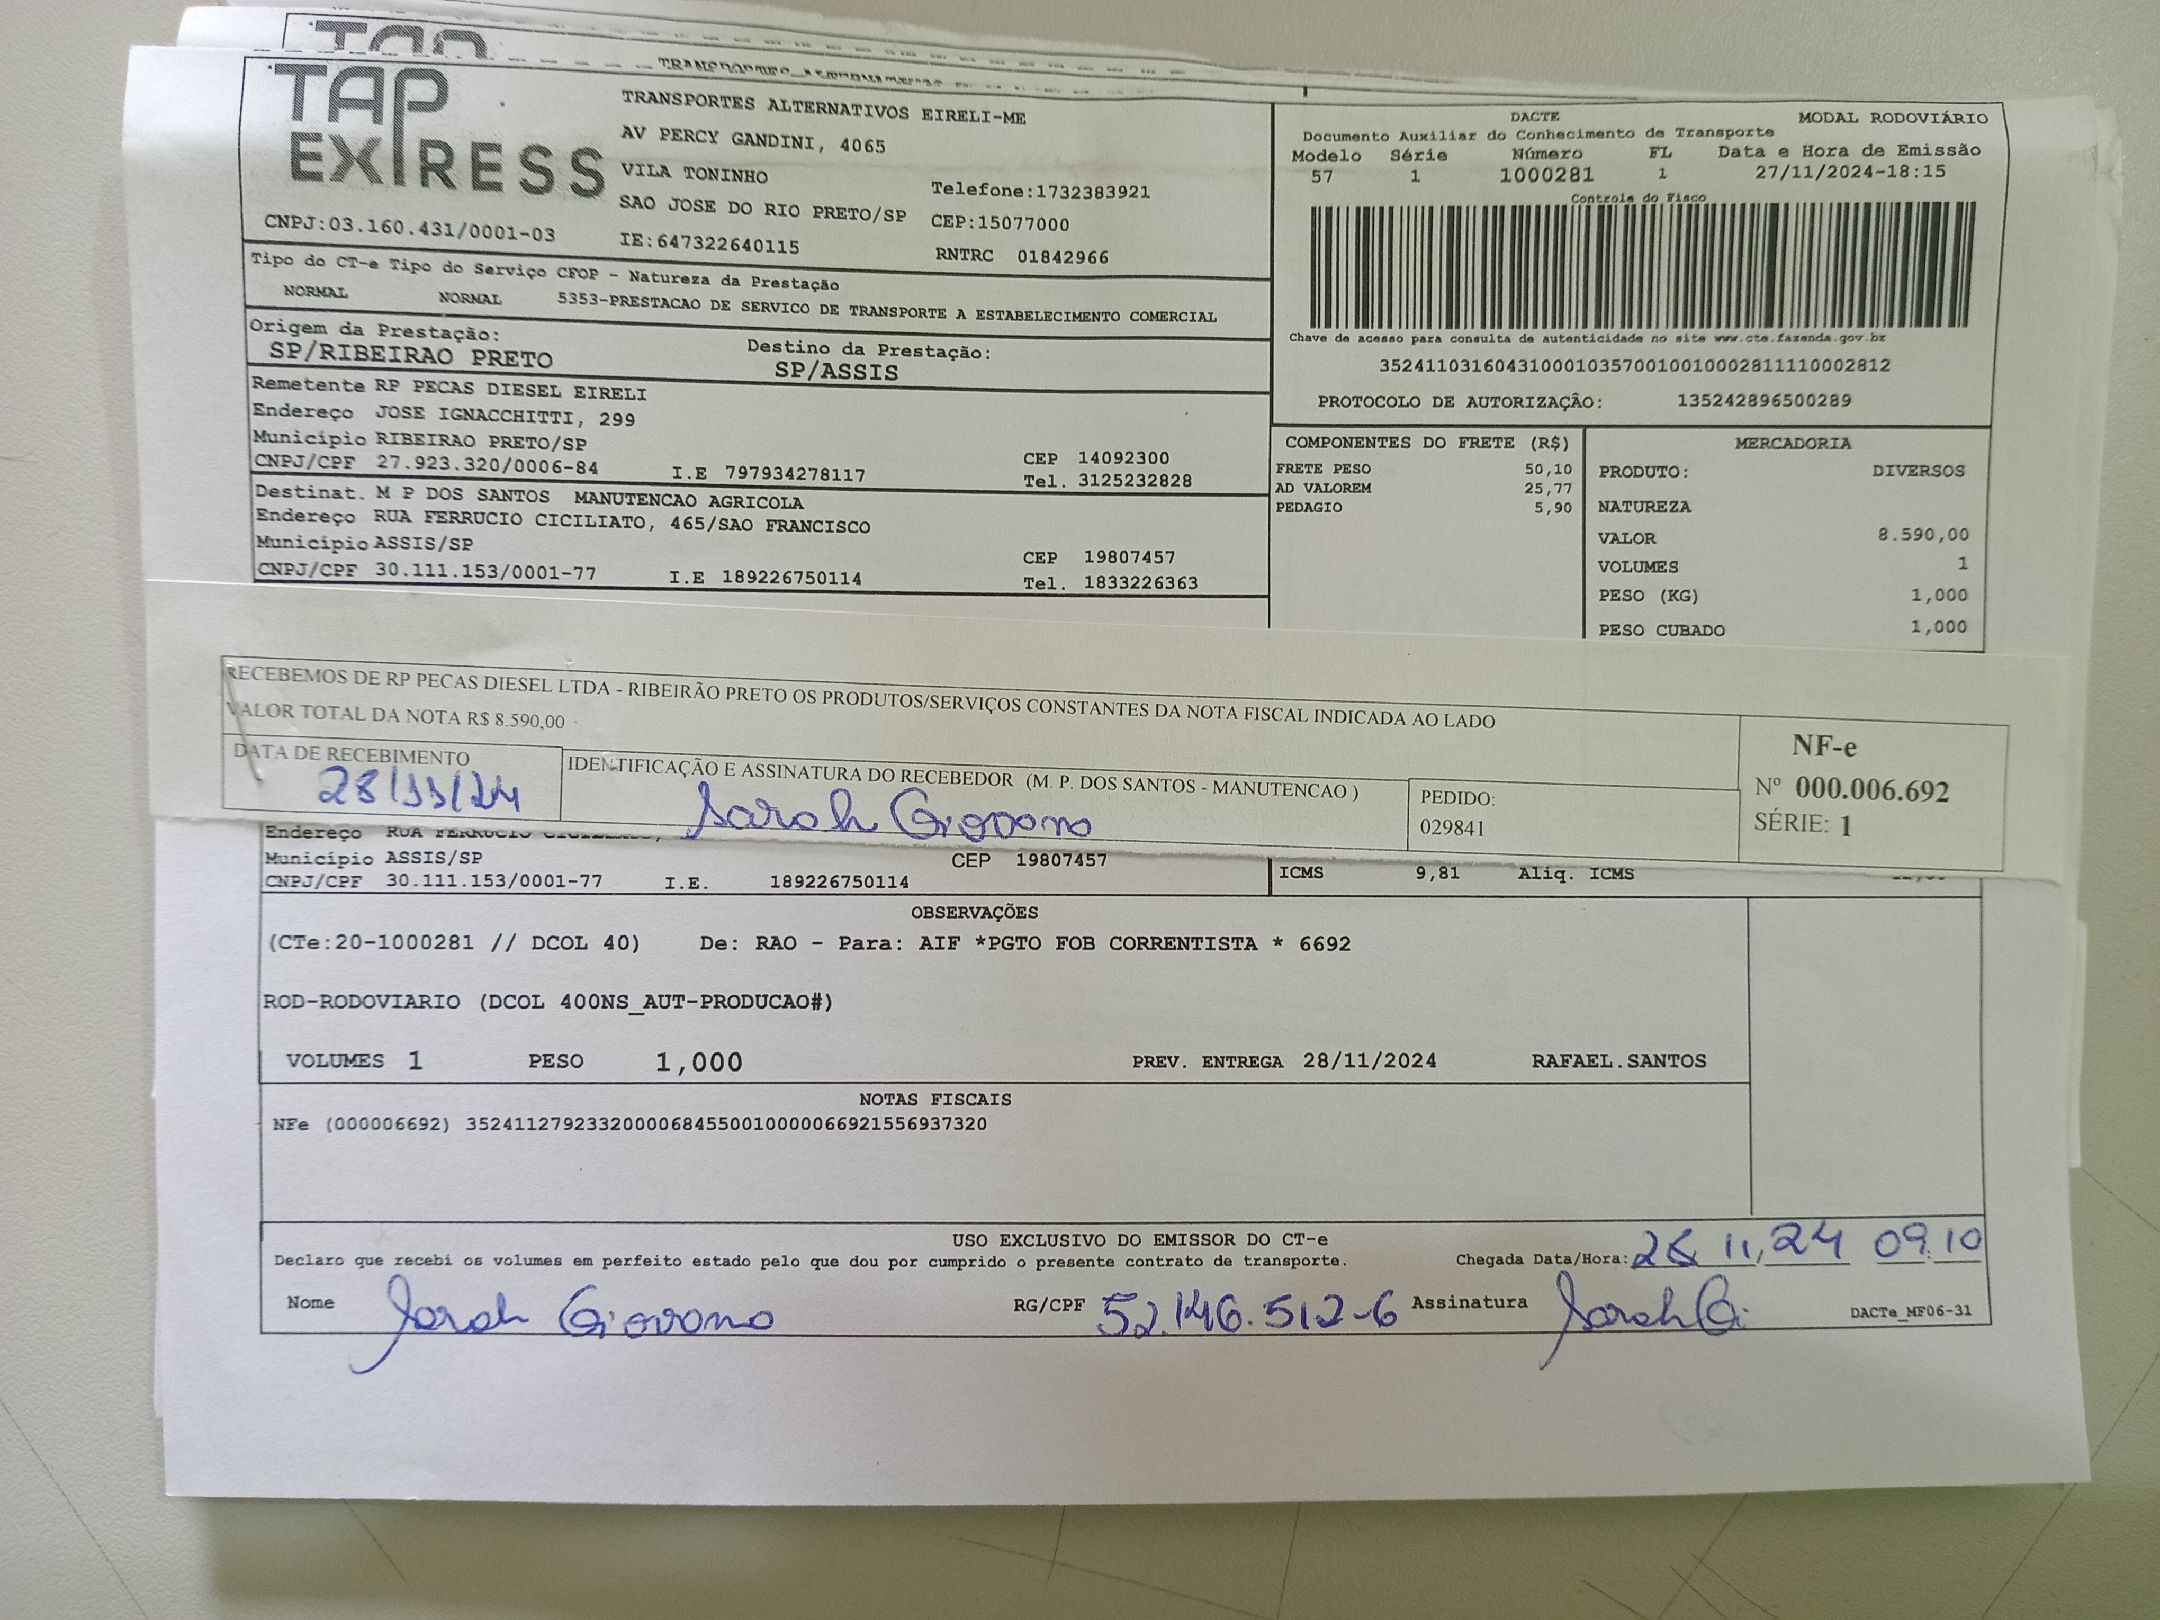 TAP
TAP EXPRESS
TRANSPORTES ALTERNATIVOS EIRELI-ME
AV PERCY GANDINI, 4065
VILA TONINHO
Telefone:1732383921
SAO JOSE DO RIO PRETO/SP CEP:15077000
CNPJ:03.160.431/0001-03 IE:647322640115 RNTRC 01842966
DACTE MODAL RODOVIÁRIO
Documento Auxiliar do Conhecimento de Transporte
Modelo Série Número FL Data e Hora de Emissão
57 1 1000281 1 27/11/2024-18:15
Controle do Fisco
Chave de acesso para consulta de autenticidade no site www.cte.fazenda.gov.br
35241103160431000103570010010002811110002812
PROTOCOLO DE AUTORIZAÇÃO: 135242896500289
Tipo do CT-e Tipo do Serviço CFOP - Natureza da Prestação
NORMAL NORMAL 5353-PRESTACAO DE SERVICO DE TRANSPORTE A ESTABELECIMENTO COMERCIAL
Origem da Prestação: Destino da Prestação:
SP/RIBEIRAO PRETO SP/ASSIS
Remetente RP PECAS DIESEL EIRELI
Endereço JOSE IGNACCHITTI, 299
Município RIBEIRAO PRETO/SP CEP 14092300
CNPJ/CPF 27.923.320/0006-84 I.E 797934278117 Tel. 3125232828
Destinat. M P DOS SANTOS MANUTENCAO AGRICOLA
Endereço RUA FERRUCIO CICILIATO, 465/SAO FRANCISCO
Município ASSIS/SP CEP 19807457
CNPJ/CPF 30.111.153/0001-77 I.E 189226750114 Tel. 1833226363
COMPONENTES DO FRETE (R$)
FRETE PESO 50,10
AD VALOREM 25,77
PEDAGIO 5,90
MERCADORIA
PRODUTO: DIVERSOS
NATUREZA
VALOR 8.590,00
VOLUMES 1
PESO (KG) 1,000
PESO CUBADO 1,000
RECEBEMOS DE RP PECAS DIESEL LTDA - RIBEIRÃO PRETO OS PRODUTOS/SERVIÇOS CONSTANTES DA NOTA FISCAL INDICADA AO LADO
VALOR TOTAL DA NOTA R$ 8.590,00
DATA DE RECEBIMENTO
28/11/24
IDENTIFICAÇÃO E ASSINATURA DO RECEBEDOR (M. P. DOS SANTOS - MANUTENCAO )
Sarah Giovana
PEDIDO:
029841
NF-e
Nº 000.006.692
SÉRIE: 1
Endereço RUA FERRUCIO
Município ASSIS/SP CEP 19807457
CNPJ/CPF 30.111.153/0001-77 I.E. 189226750114
ICMS 9,81 Aliq. ICMS
OBSERVAÇÕES
(CTe:20-1000281 // DCOL 40) De: RAO - Para: AIF *PGTO FOB CORRENTISTA * 6692
ROD-RODOVIARIO (DCOL 400NS_AUT-PRODUCAO#)
VOLUMES 1 PESO 1,000 PREV. ENTREGA 28/11/2024 RAFAEL.SANTOS
NOTAS FISCAIS
NFe (000006692) 35241127923320000684550010000066921556937320
USO EXCLUSIVO DO EMISSOR DO CT-e
Declaro que recebi os volumes em perfeito estado pelo que dou por cumprido o presente contrato de transporte. Chegada Data/Hora: 28 11, 24 09:10
Nome Sarah Giovana RG/CPF 52.146.512-6 Assinatura Sarah Gi DACTe_MF06-31